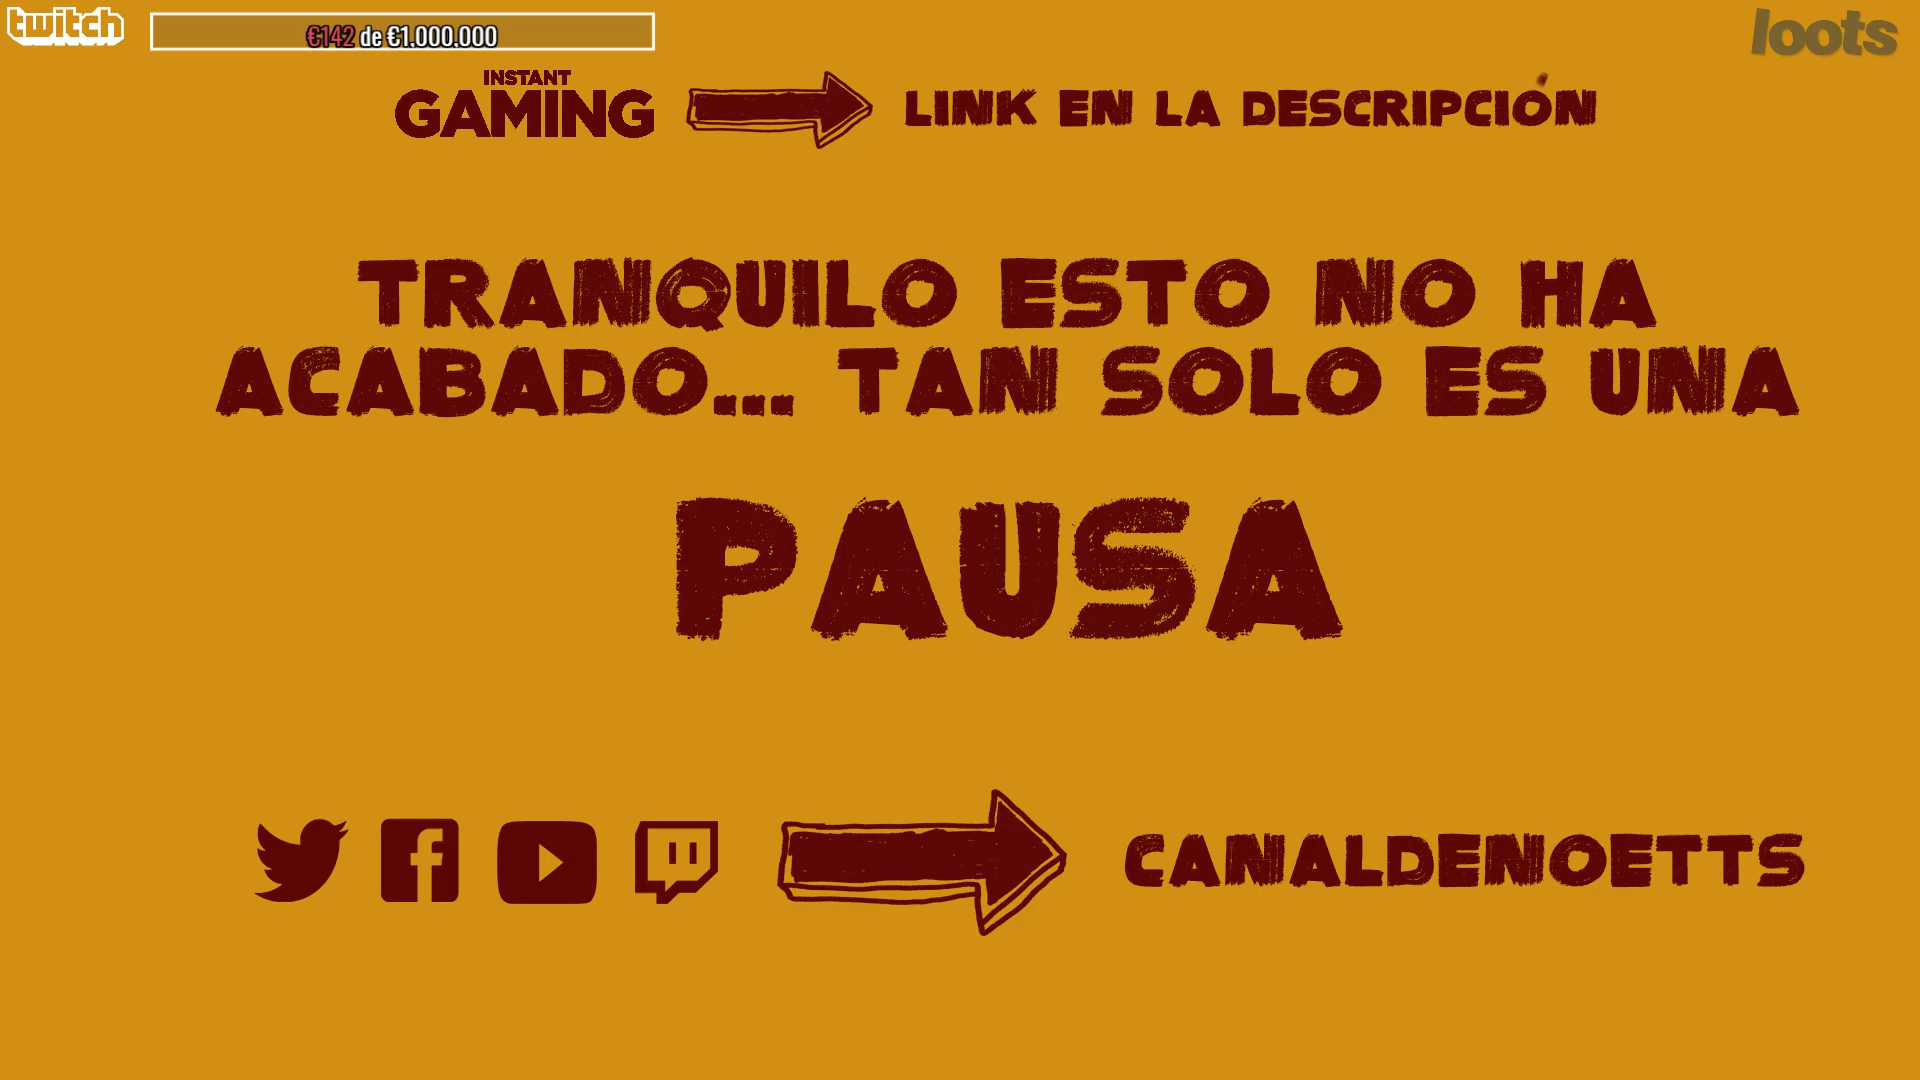 twitch
€142 de €1,000,000
loots
INSTANT
GAMING
LINK EN LA DESCRIPCIÓN
TRANQUILO ESTO NO HA
ACABADO... TAN SOLO ES UNA
PAUSA
CANALDENOETTS